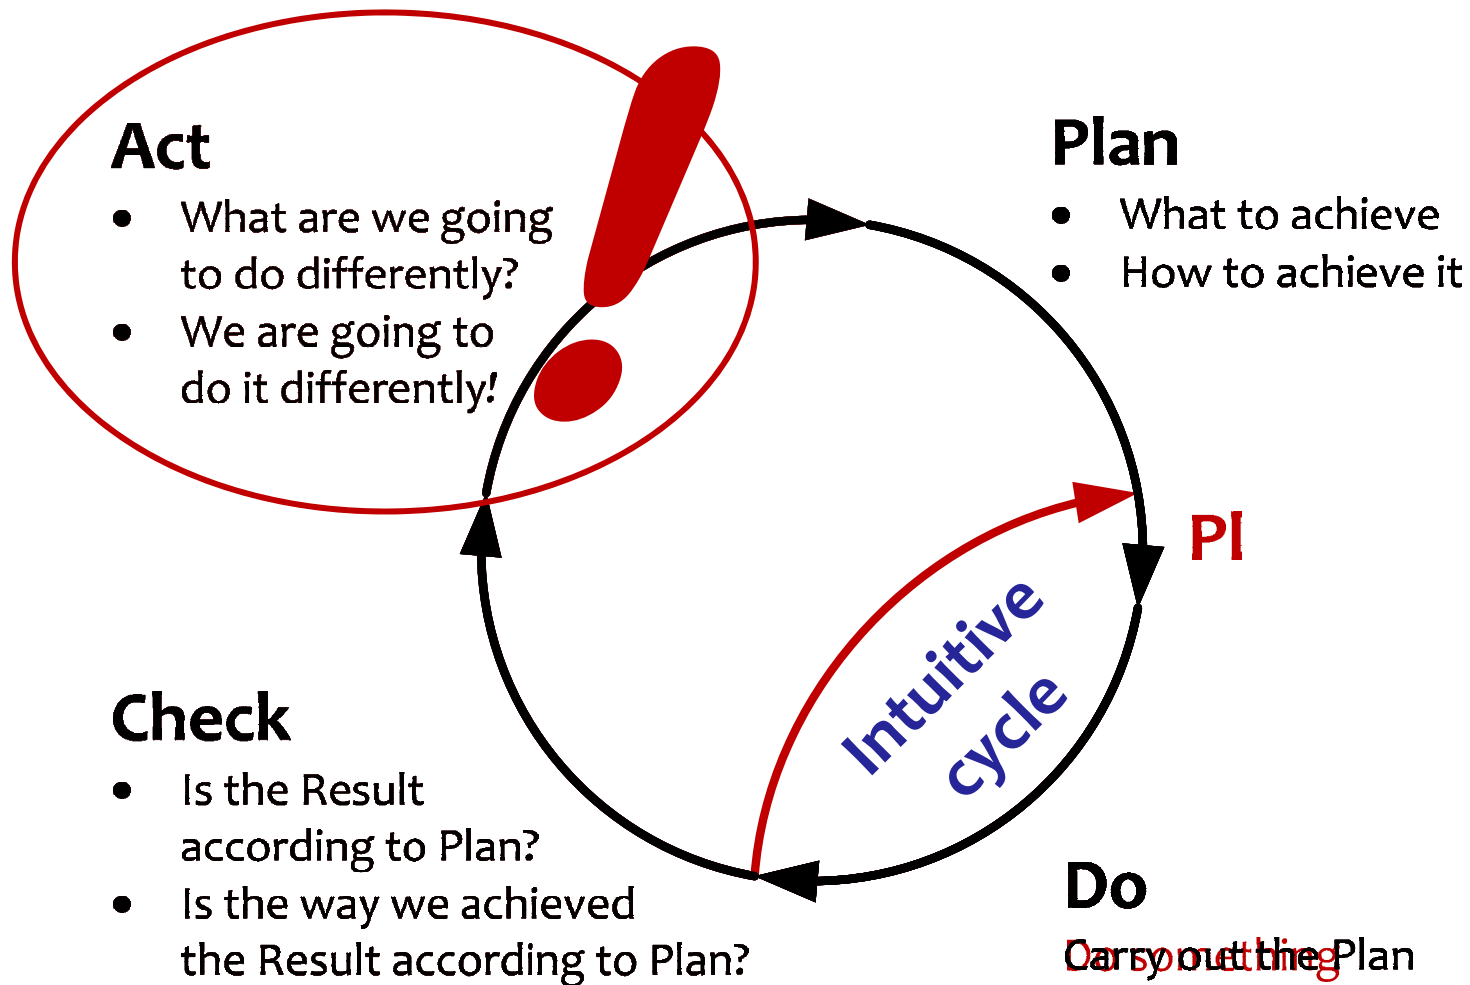 Act
• What are we going
to do differently?
• We are going to
do it differently!
Plan
• What to achieve
• How to achieve it
Pl
Intuitive
cycle
Check
• Is the Result
according to Plan?
• Is the way we achieved
the Result according to Plan?
Do
Do something
Carry out the Plan